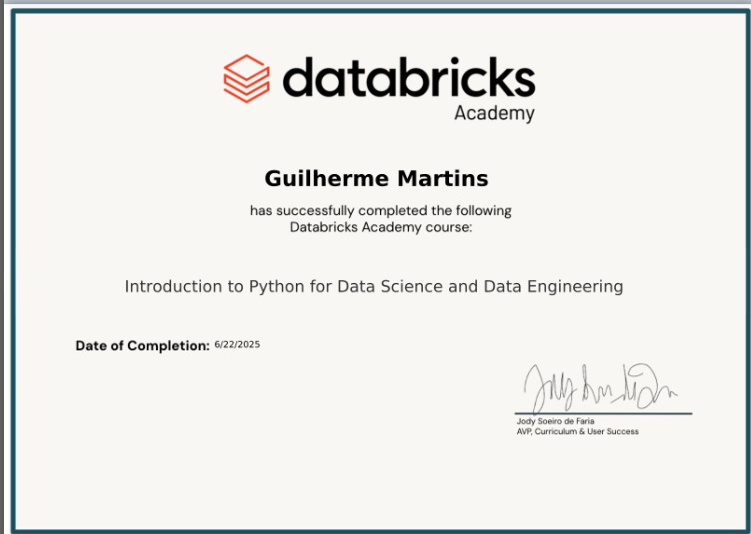 databricks
Academy
Guilherme Martins
has successfully completed the following
Databricks Academy course:
Introduction to Python for Data Science and Data Engineering
Date of Completion: 6/22/2025
Jody Soeiro de Faria
AVP, Curriculum & User Success